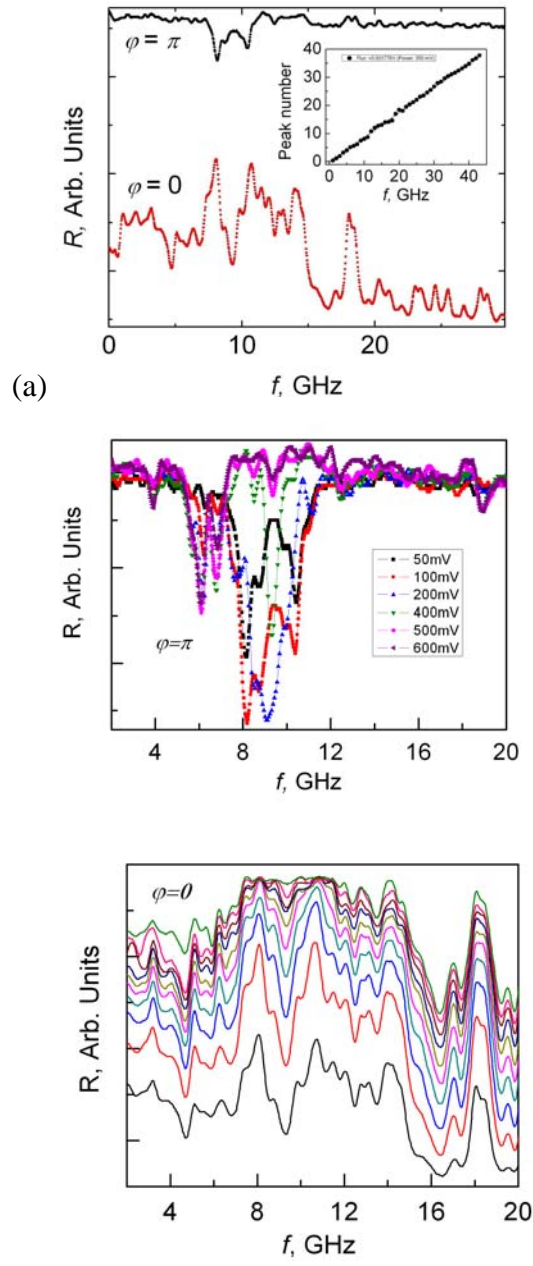 φ = π
φ = 0
R, Arb. Units
0
10
20
f, GHz
Peak number
40
30
20
10
0
0
10
20
30
40
f, GHz
(a)
R, Arb. Units
φ=π
50mV
100mV
200mV
400mV
500mV
600mV
4
8
12
16
20
f, GHz
φ=0
R, Arb. Units
4
8
12
16
20
f, GHz